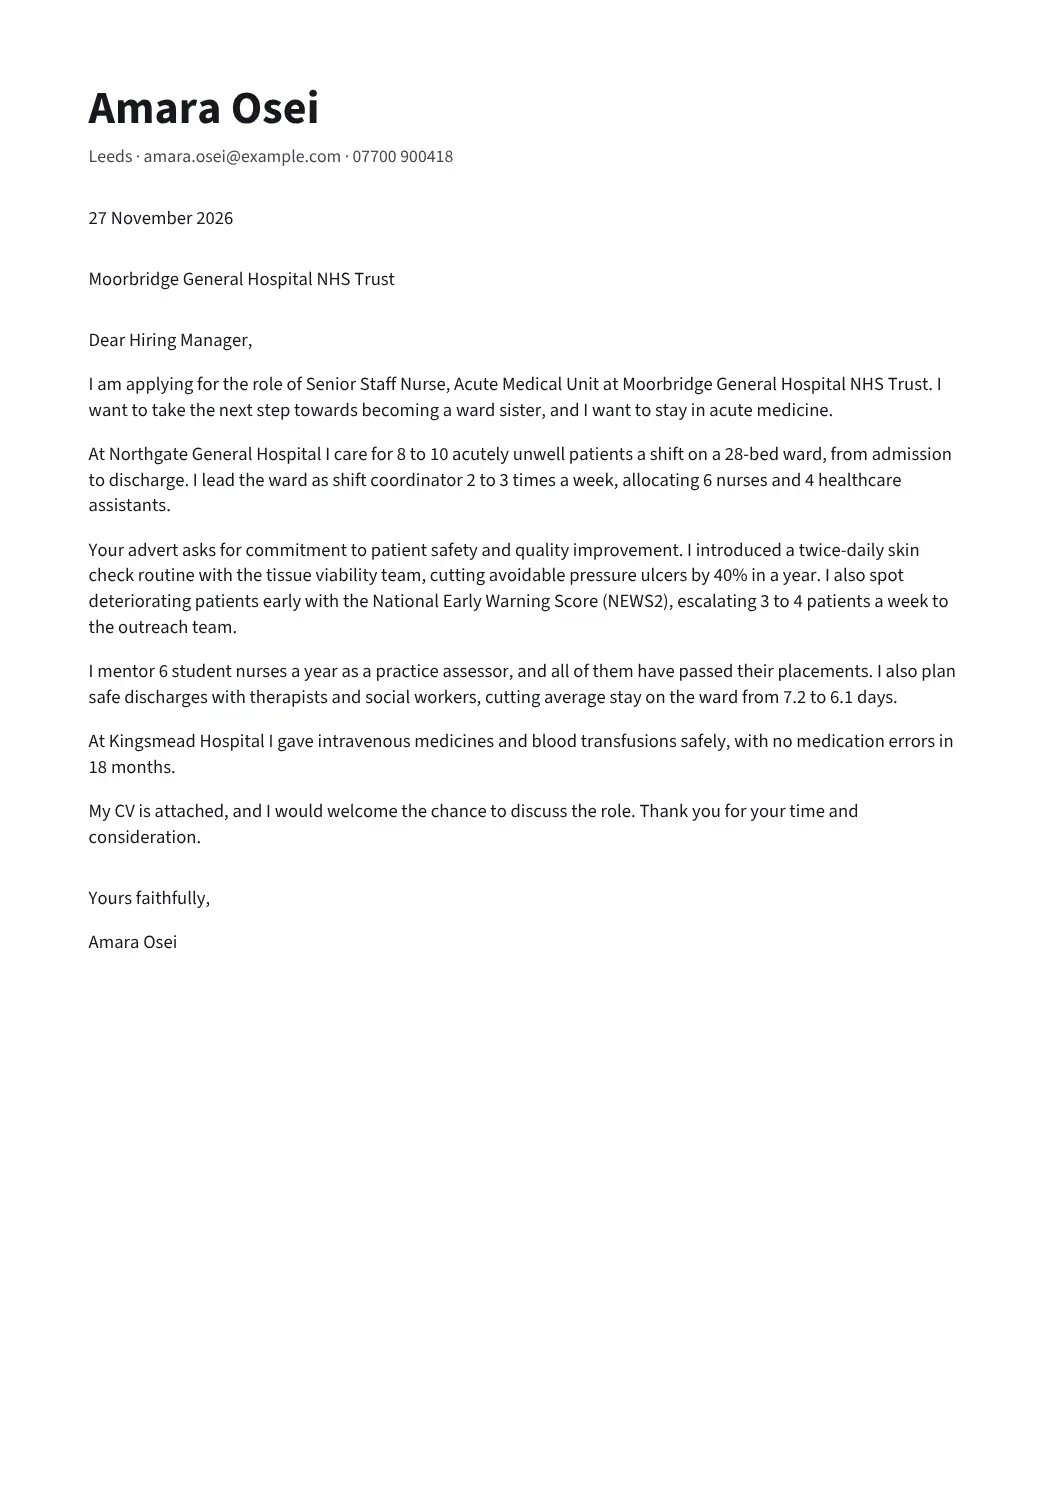 Amara Osei
Leeds · amara.osei@example.com · 07700 900418
27 November 2026
Moorbridge General Hospital NHS Trust
Dear Hiring Manager,
I am applying for the role of Senior Staff Nurse, Acute Medical Unit at Moorbridge General Hospital NHS Trust. I
want to take the next step towards becoming a ward sister, and I want to stay in acute medicine.
At Northgate General Hospital I care for 8 to 10 acutely unwell patients a shift on a 28-bed ward, from admission
to discharge. I lead the ward as shift coordinator 2 to 3 times a week, allocating 6 nurses and 4 healthcare
assistants.
Your advert asks for commitment to patient safety and quality improvement. I introduced a twice-daily skin
check routine with the tissue viability team, cutting avoidable pressure ulcers by 40% in a year. I also spot
deteriorating patients early with the National Early Warning Score (NEWS2), escalating 3 to 4 patients a week to
the outreach team.
I mentor 6 student nurses a year as a practice assessor, and all of them have passed their placements. I also plan
safe discharges with therapists and social workers, cutting average stay on the ward from 7.2 to 6.1 days.
At Kingsmead Hospital I gave intravenous medicines and blood transfusions safely, with no medication errors in
18 months.
My CV is attached, and I would welcome the chance to discuss the role. Thank you for your time and
consideration.
Yours faithfully,
Amara Osei